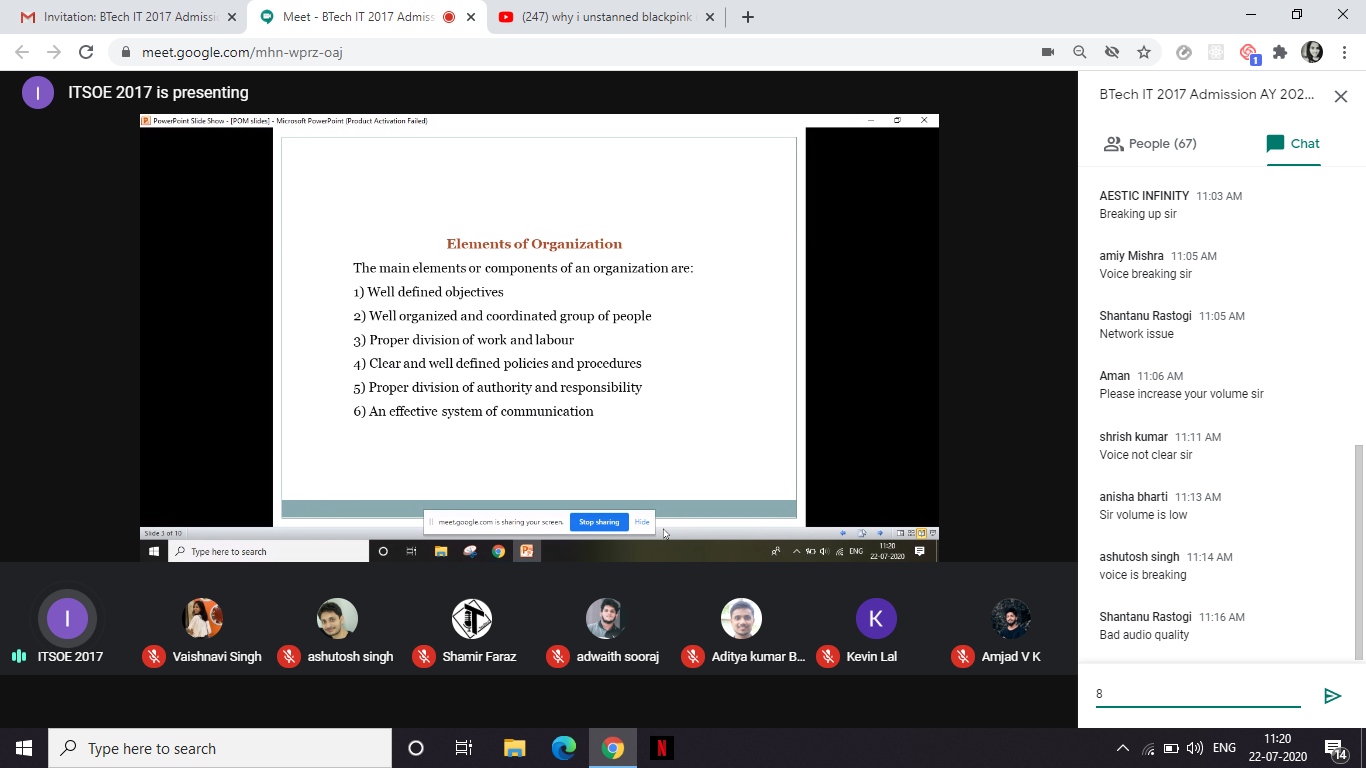 Invitation: BTech IT 2017 Admissi
Meet - BTech IT 2017 Admiss
(247) why i unstanned blackpink
meet.google.com/mhn-wprz-oaj
1
I
ITSOE 2017 is presenting
PowerPoint Slide Show - [POM slides] - Microsoft PowerPoint (Product Activation Failed)
Elements of Organization
The main elements or components of an organization are:
1) Well defined objectives
2) Well organized and coordinated group of people
3) Proper division of work and labour
4) Clear and well defined policies and procedures
5) Proper division of authority and responsibility
6) An effective system of communication
meet.google.com is sharing your screen.
Stop sharing
Hide
Slide 3 of 10
Type here to search
ENG
11:20
22-07-2020
I
ITSOE 2017
Vaishnavi Singh
ashutosh singh
Shamir Faraz
adwaith sooraj
Aditya kumar B...
K
Kevin Lal
Amjad V K
BTech IT 2017 Admission AY 202...
People (67)
Chat
AESTIC INFINITY 11:03 AM
Breaking up sir
amiy Mishra 11:05 AM
Voice breaking sir
Shantanu Rastogi 11:05 AM
Network issue
Aman 11:06 AM
Please increase your volume sir
shrish kumar 11:11 AM
Voice not clear sir
anisha bharti 11:13 AM
Sir volume is low
ashutosh singh 11:14 AM
voice is breaking
Shantanu Rastogi 11:16 AM
Bad audio quality
8
Type here to search
N
ENG
11:20
22-07-2020
14